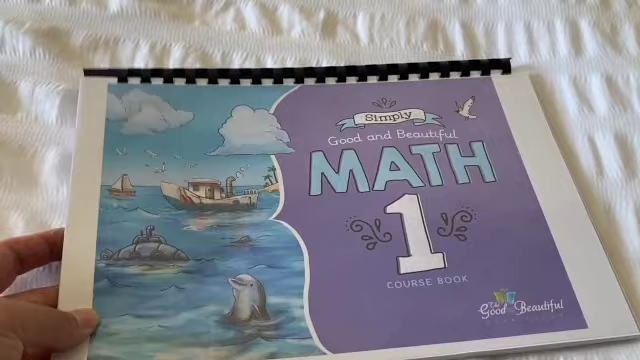 Simply
Good and Beautiful
MATH
1
COURSE BOOK
The
Good and Beautiful